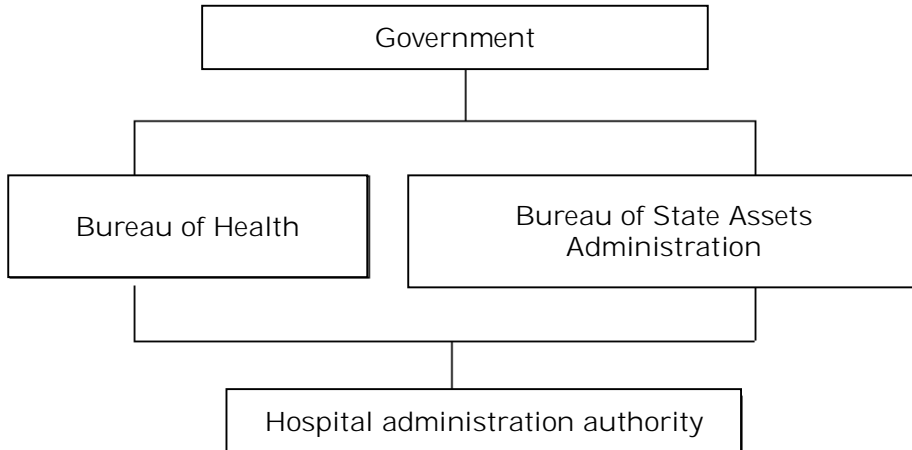 Government
Bureau of Health
Bureau of State Assets
Administration
Hospital administration authority